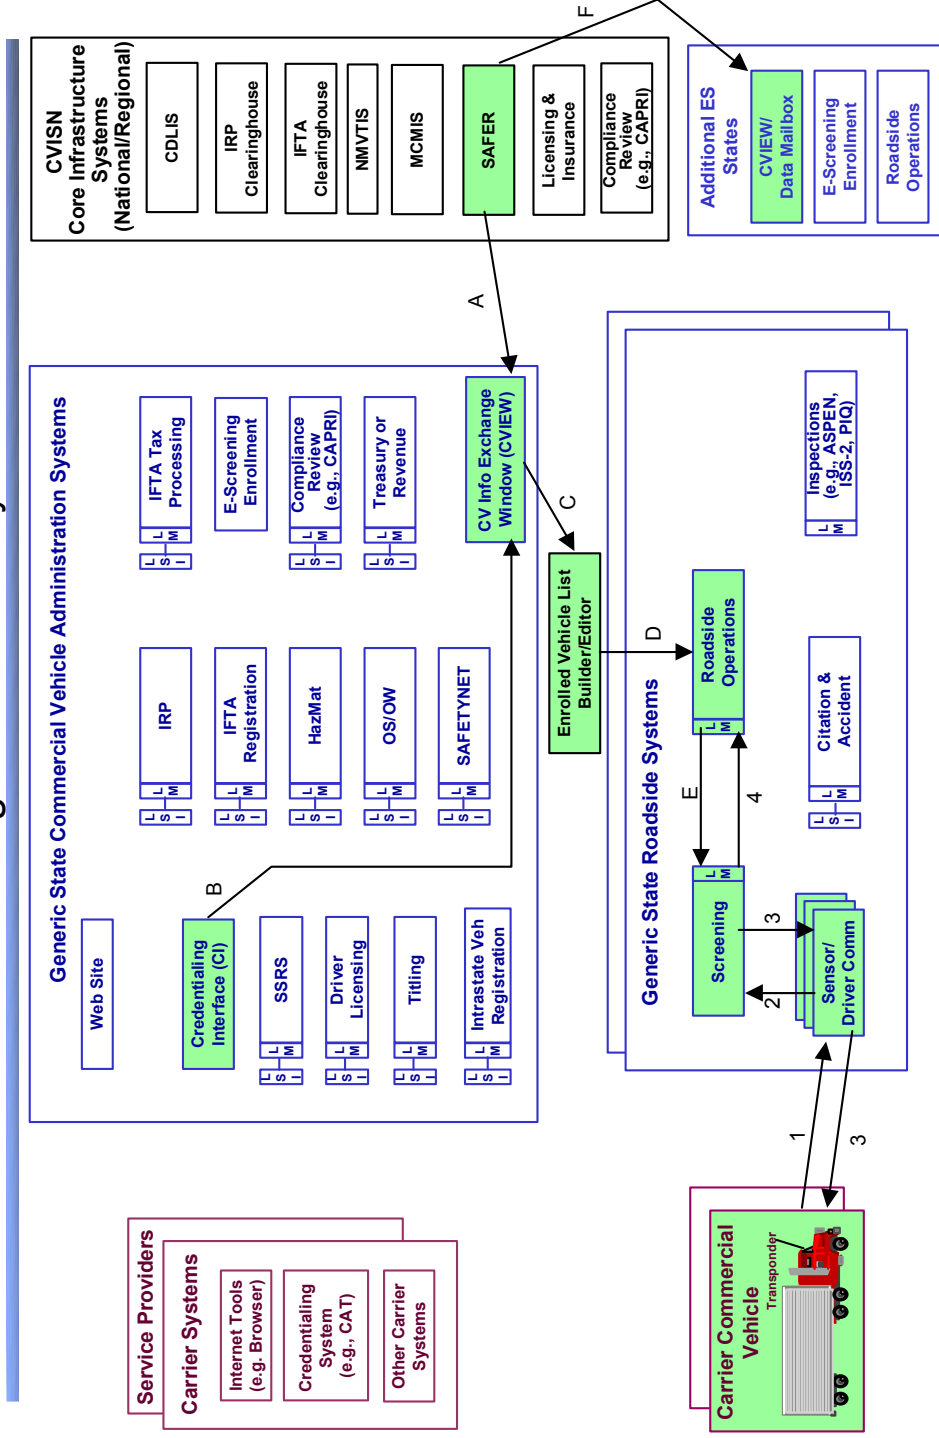 Service Providers
Carrier Systems
Internet Tools
(e.g. Browser)
Credentialing
System
(e.g., CAT)
Other Carrier
Systems
Carrier Commercial
Vehicle
Transponder
Generic State Commercial Vehicle Administration Systems
Web Site
Credentialing
Interface (CI)
SSRS
L M
L S I
Driver
Licensing
L M
L S I
Titling
L M
L S I
Intrastate Veh
Registration
L M
L S I
IRP
L M
L S I
IFTA
Registration
L M
L S I
HazMat
L M
L S I
OS/OW
L M
L S I
SAFETYNET
L M
L S I
IFTA Tax
Processing
L M
L S I
E-Screening
Enrollment
Compliance
Review
(e.g., CAPRI)
L M
L S I
Treasury or
Revenue
L M
L S I
CV Info Exchange
Window (CVIEW)
B
A
C
Enrolled Vehicle List
Builder/Editor
D
Generic State Roadside Systems
Screening
L M
E
4
Roadside
Operations
L M
2
3
Sensor/
Driver Comm
1
3
Citation &
Accident
L M
L S I
Inspections
(e.g., ASPEN,
ISS-2, PIQ)
L M
CVISN
Core Infrastructure
Systems
(National/Regional)
CDLIS
IRP
Clearinghouse
IFTA
Clearinghouse
NMVTIS
MCMIS
SAFER
Licensing &
Insurance
Compliance
Review
(e.g., CAPRI)
F
Additional ES
States
CVIEW/
Data Mailbox
E-Screening
Enrollment
Roadside
Operations